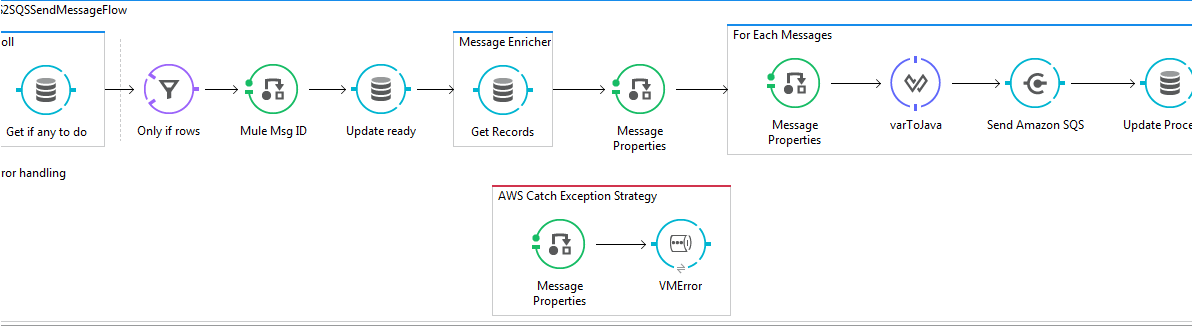 S2SQSSendMessageFlow
oll
Message Enricher
For Each Messages
Get if any to do
Only if rows
Mule Msg ID
Update ready
Get Records
Message
Properties
Message
Properties
varToJava
Send Amazon SQS
Update Proce
ror handling
AWS Catch Exception Strategy
Message
Properties
VMError